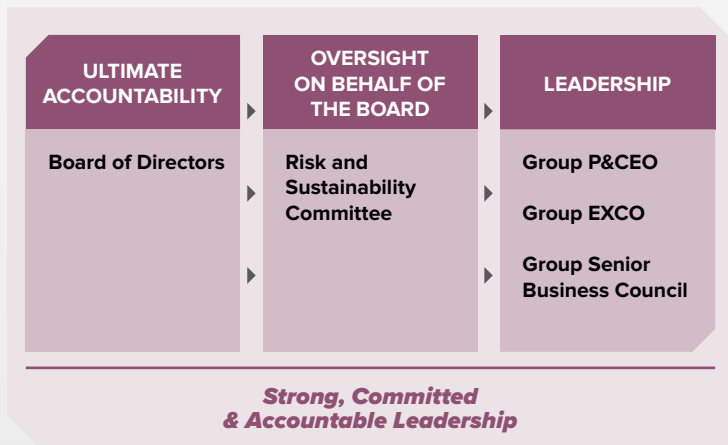 ULTIMATE
ACCOUNTABILITY
Board of Directors
OVERSIGHT
ON BEHALF OF
THE BOARD
Risk and
Sustainability
Committee
LEADERSHIP
Group P&CEO
Group EXCO
Group Senior
Business Council
Strong, Committed
& Accountable Leadership